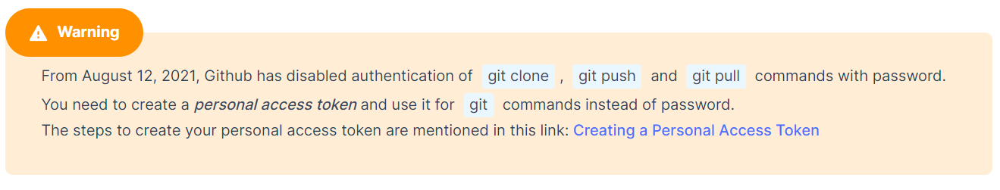 Warning
From August 12, 2021, Github has disabled authentication of git clone , git push and git pull commands with password.
You need to create a personal access token and use it for git commands instead of password.
The steps to create your personal access token are mentioned in this link: Creating a Personal Access Token